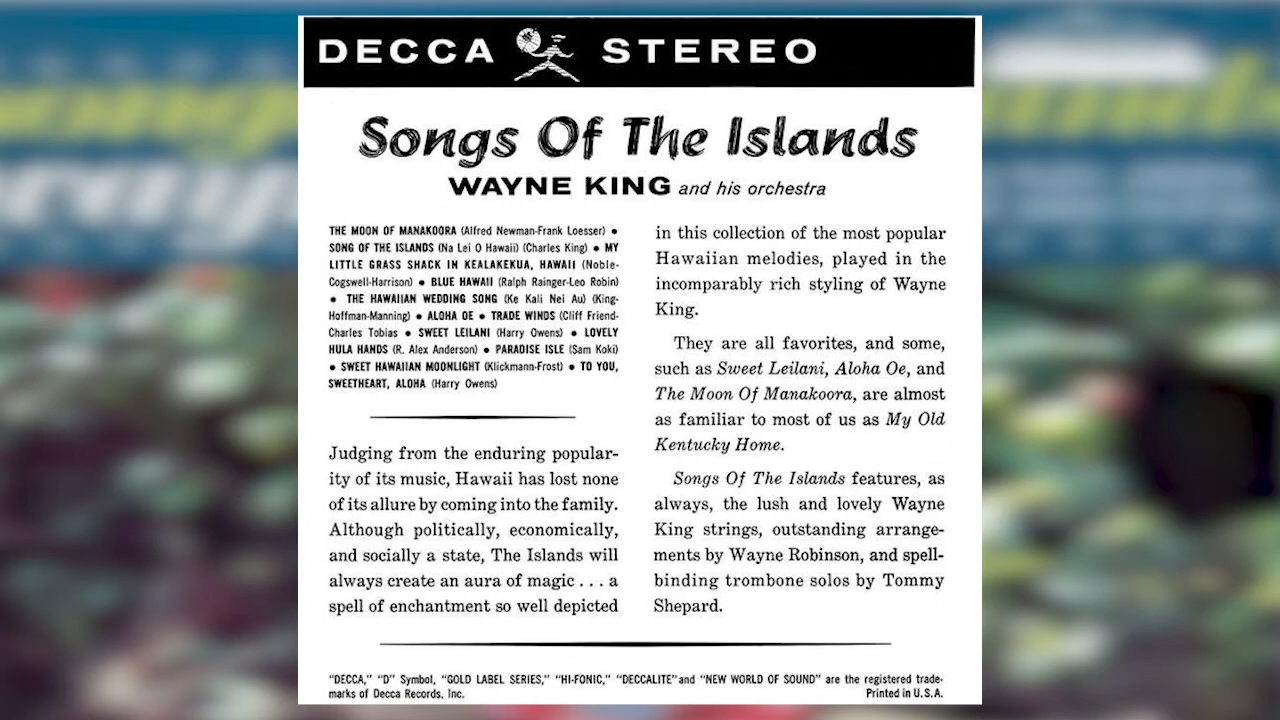 DECCA STEREO
Songs Of The Islands
WAYNE KING and his orchestra
THE MOON OF MANAKOORA (Alfred Newman-Frank Loesser) •
SONG OF THE ISLANDS (Na Lei O Hawaii) (Charles King) • MY
LITTLE GRASS SHACK IN KEALAKEKUA, HAWAII (Noble-
Cogswell-Harrison) • BLUE HAWAII (Ralph Rainger-Leo Robin)
• THE HAWAIIAN WEDDING SONG (Ke Kali Nei Au) (King-
Hoffman-Manning) • ALOHA OE • TRADE WINDS (Cliff Friend-
Charles Tobias • SWEET LEILANI (Harry Owens) • LOVELY
HULA HANDS (R. Alex Anderson) • PARADISE ISLE (Sam Koki)
• SWEET HAWAIIAN MOONLIGHT (Klickmann-Frost) • TO YOU,
SWEETHEART, ALOHA (Harry Owens)
Judging from the enduring popular-
ity of its music, Hawaii has lost none
of its allure by coming into the family.
Although politically, economically,
and socially a state, The Islands will
always create an aura of magic . . . a
spell of enchantment so well depicted
in this collection of the most popular
Hawaiian melodies, played in the
incomparably rich styling of Wayne
King.
They are all favorites, and some,
such as Sweet Leilani, Aloha Oe, and
The Moon Of Manakoora, are almost
as familiar to most of us as My Old
Kentucky Home.
Songs Of The Islands features, as
always, the lush and lovely Wayne
King strings, outstanding arrange-
ments by Wayne Robinson, and spell-
binding trombone solos by Tommy
Shepard.
"DECCA," "D" Symbol, "GOLD LABEL SERIES," "HI-FONIC," "DECCALITE" and "NEW WORLD OF SOUND" are the registered trade-
marks of Decca Records, Inc. Printed in U.S.A.